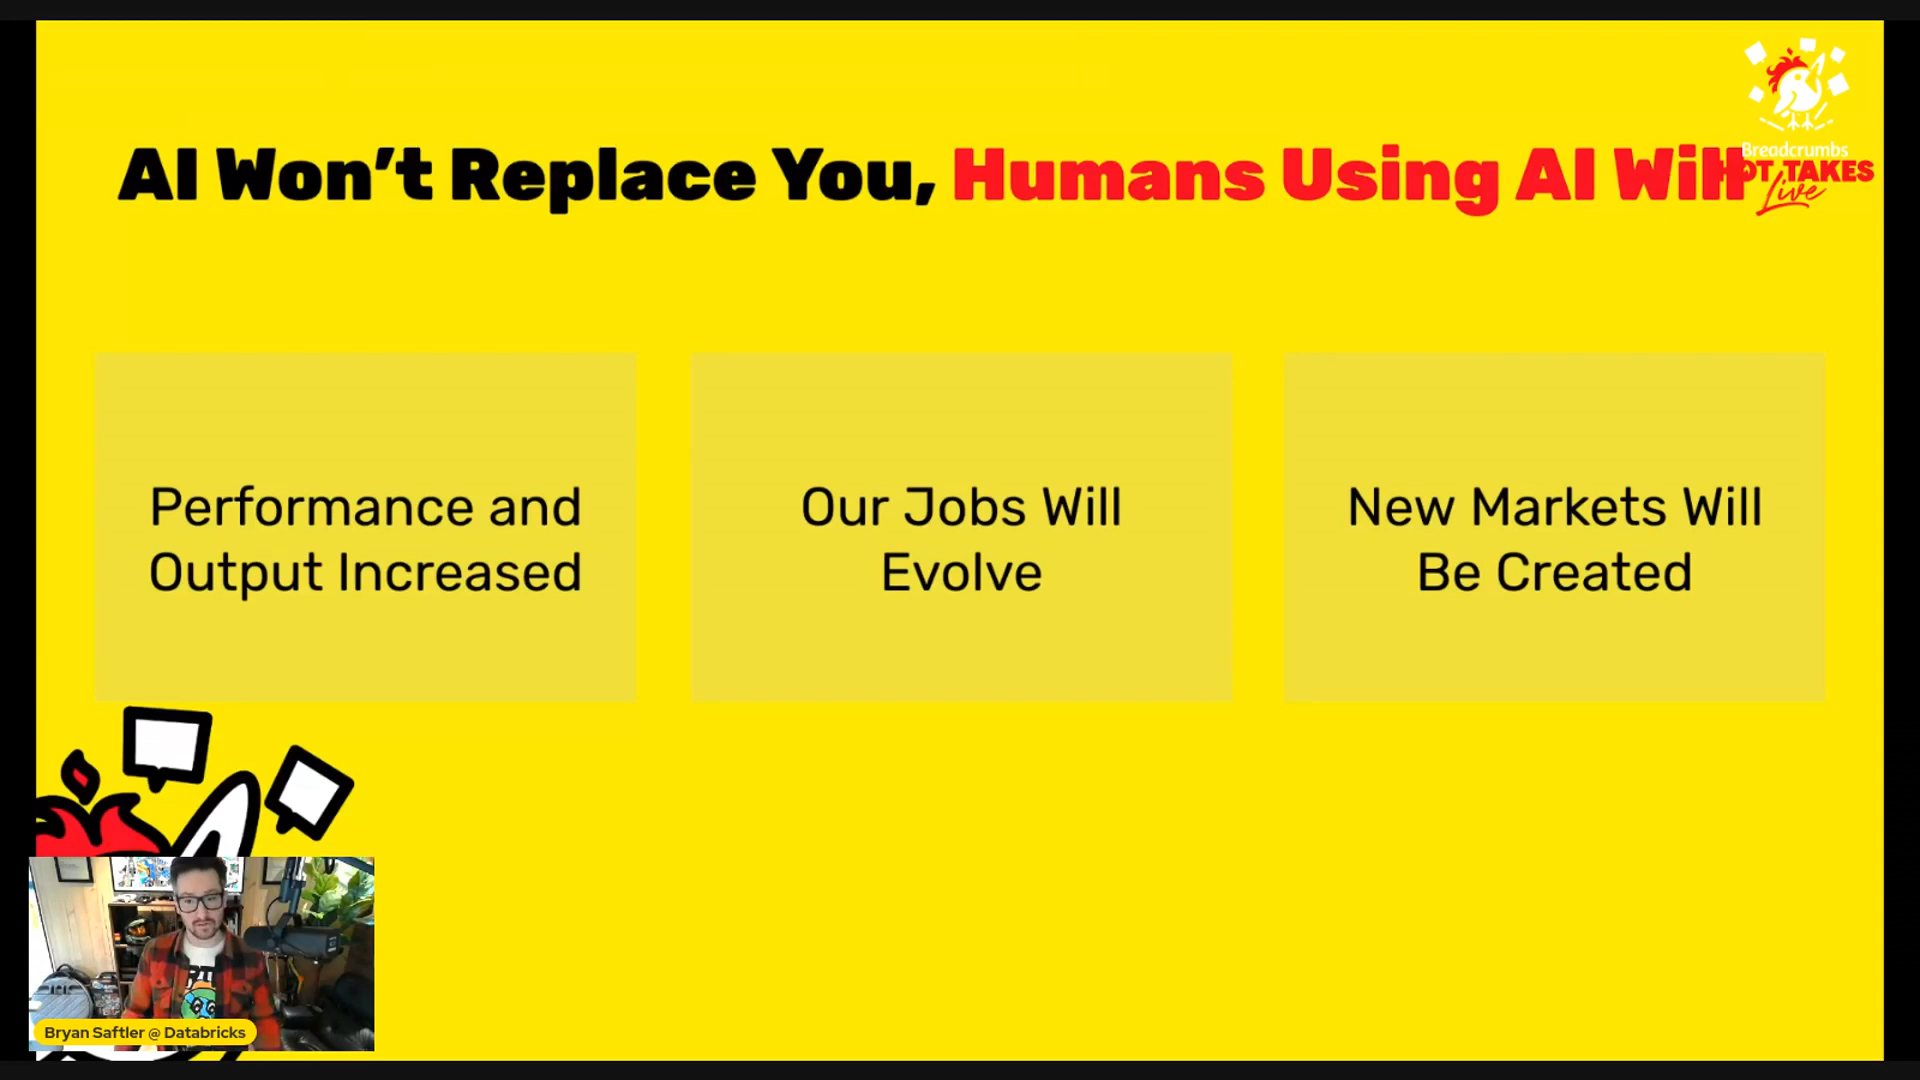 AI Won't Replace You, Humans Using AI Will
Breadcrumbs
HOT TAKES
Live
Performance and
Output Increased
Our Jobs Will
Evolve
New Markets Will
Be Created
Bryan Saftler @ Databricks